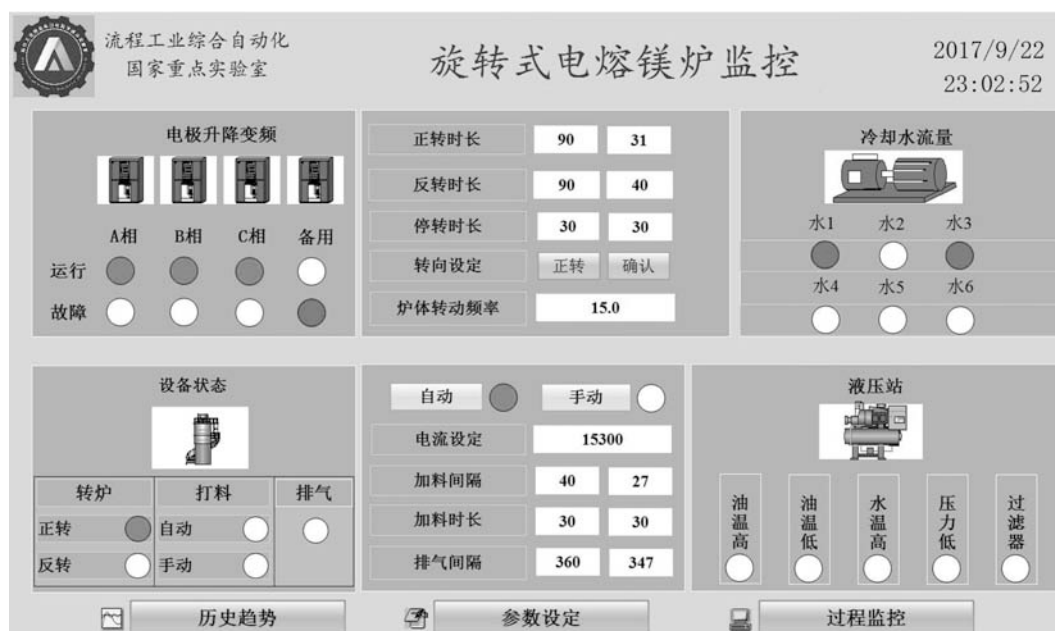 流程工业综合自动化
国家重点实验室
旋转式电熔镁炉监控
2017/9/22
23:02:52
电极升降变频
A相 B相 C相 备用
运行
故障
正转时长 90 31
反转时长 90 40
停转时长 30 30
转向设定 正转 确认
炉体转动频率 15.0
冷却水流量
水1 水2 水3
水4 水5 水6
设备状态
转炉 打料 排气
正转 自动
反转 手动
自动 手动
电流设定 15300
加料间隔 40 27
加料时长 30 30
排气间隔 360 347
液压站
油温高
油温低
水温高
压力低
过滤器
历史趋势
参数设定
过程监控